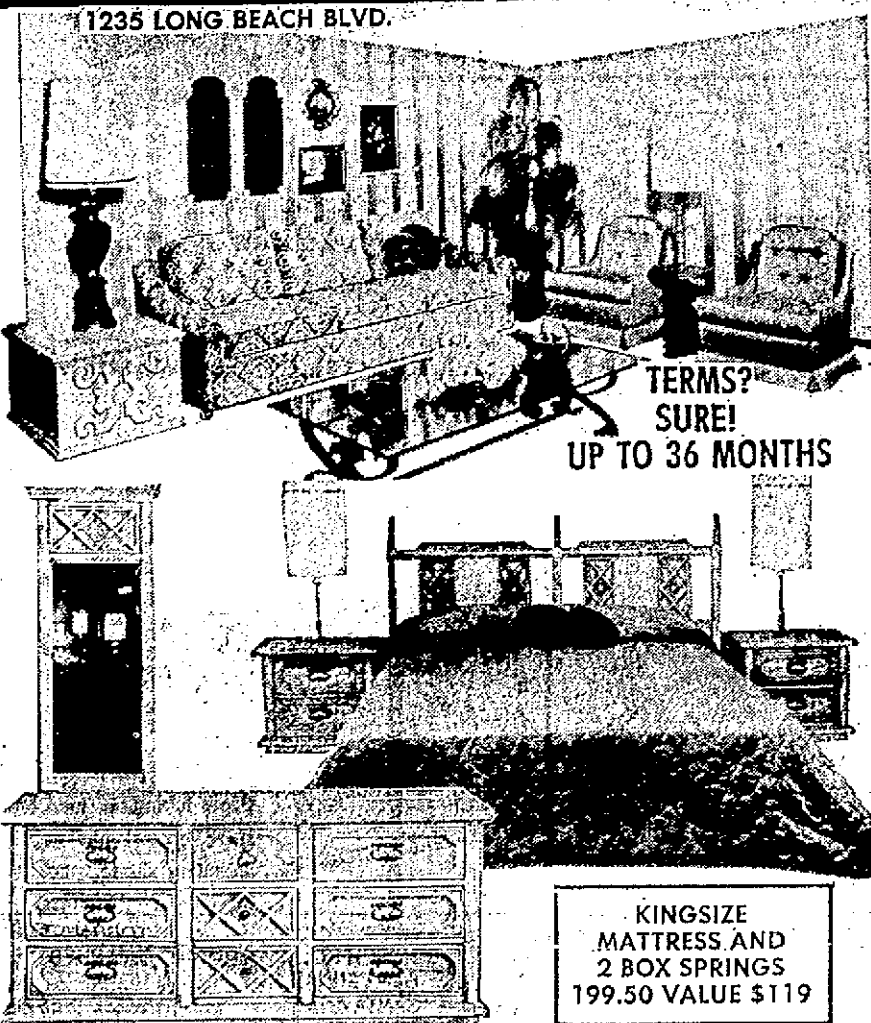 1235 LONG BEACH BLVD.
TERMS?
SURE!
UP TO 36 MONTHS
KINGSIZE
MATTRESS AND
2 BOX SPRINGS
199.50 VALUE $119